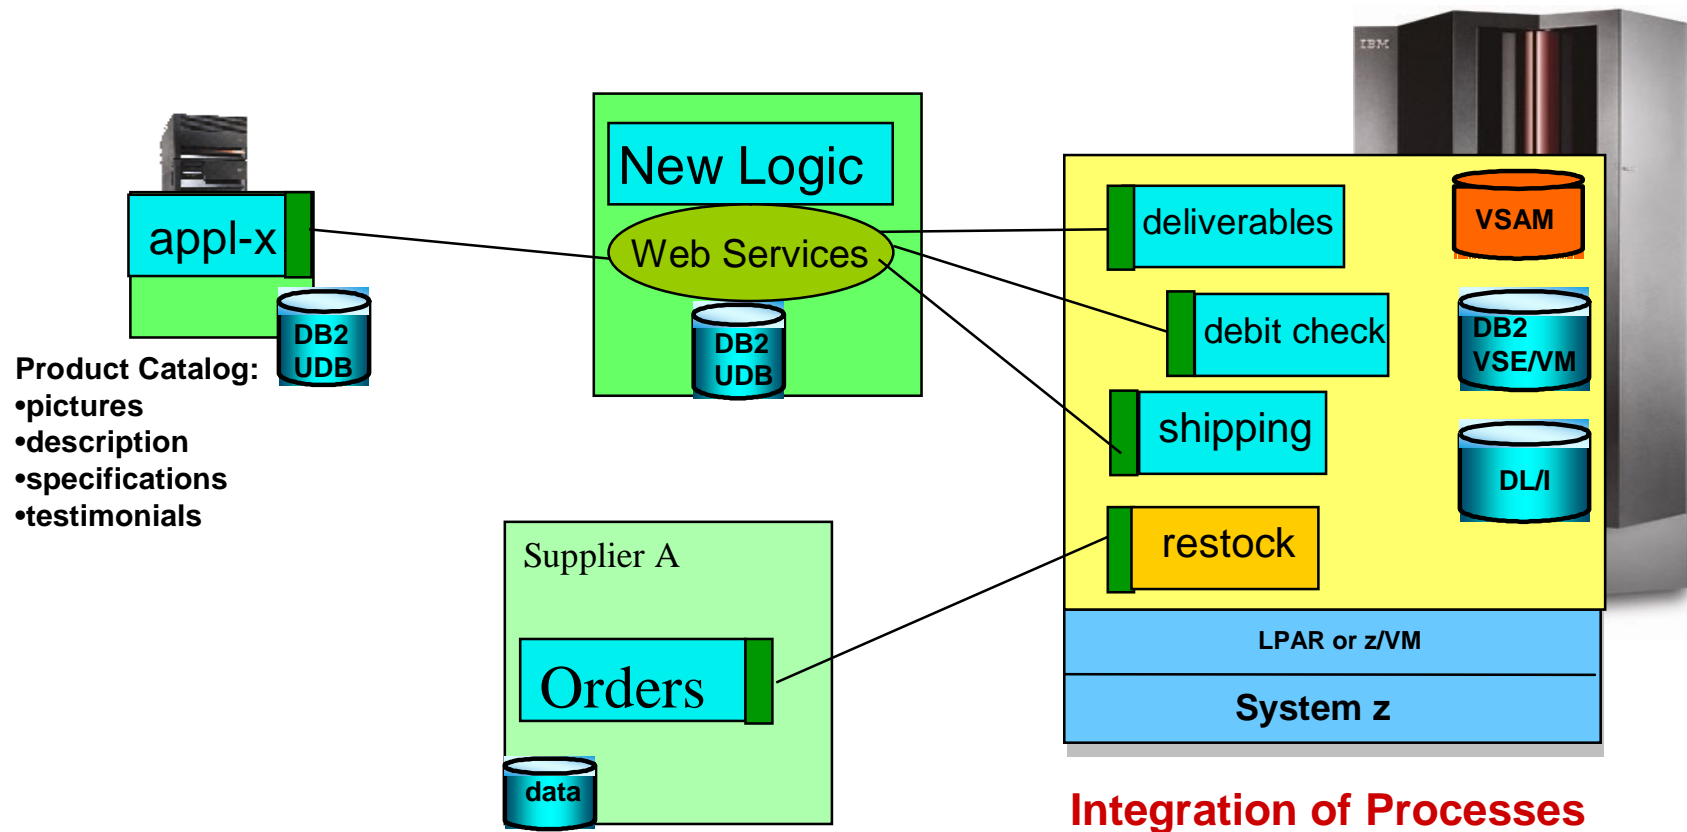 IBM
New Logic
Web Services
DB2
UDB
appl-x
DB2
UDB
Product Catalog:
•pictures
•description
•specifications
•testimonials
Supplier A
Orders
data
deliverables
debit check
shipping
restock
VSAM
DB2
VSE/VM
DL/I
LPAR or z/VM
System z
Integration of Processes